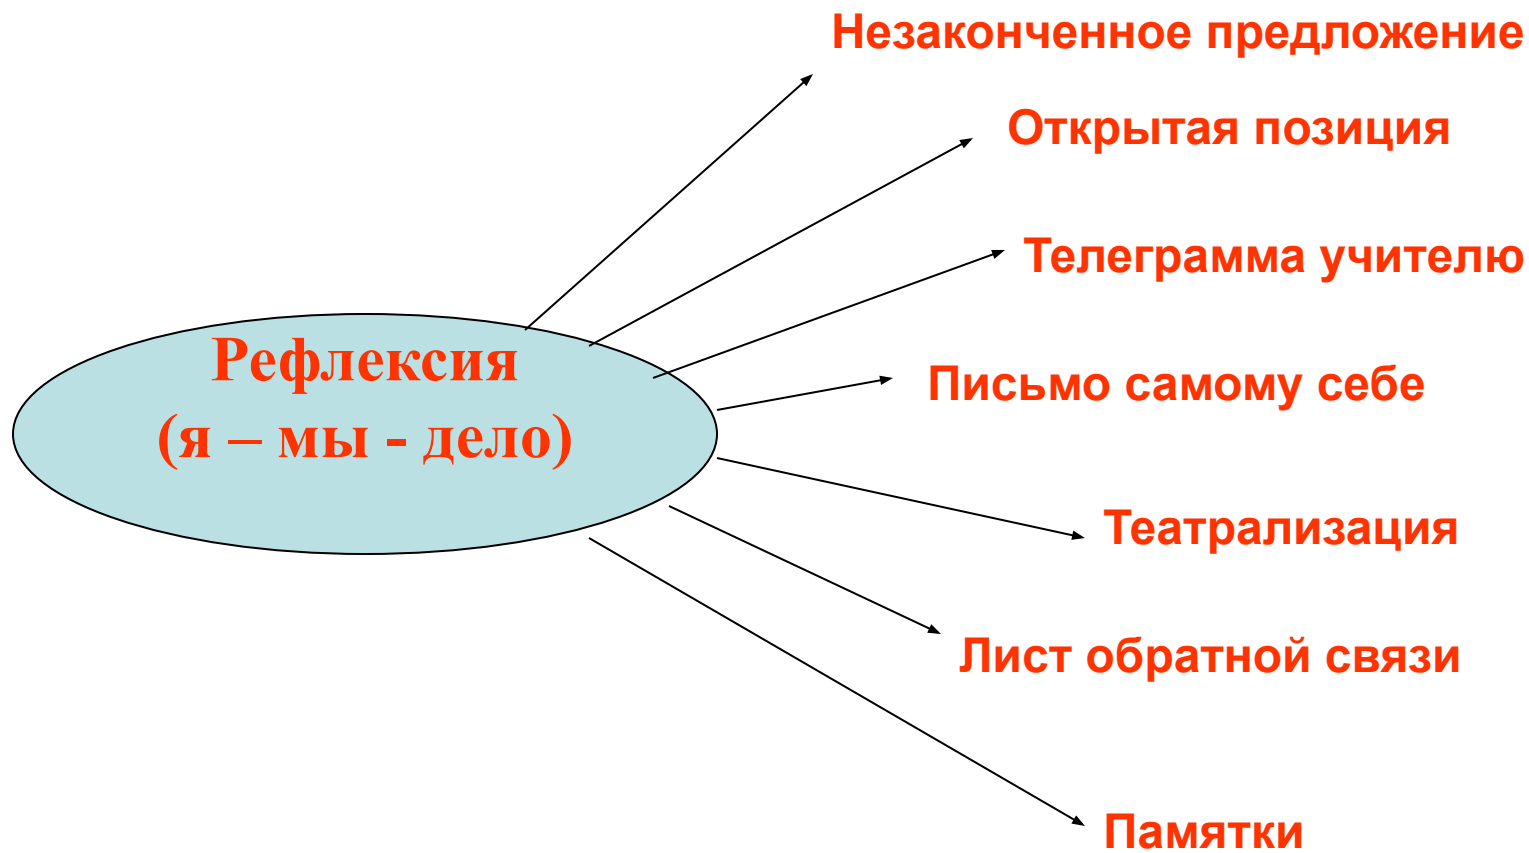 Незаконченное предложение
Открытая позиция
Телеграмма учителю
Рефлексия
(я – мы - дело)
Письмо самому себе
Театрализация
Лист обратной связи
Памятки